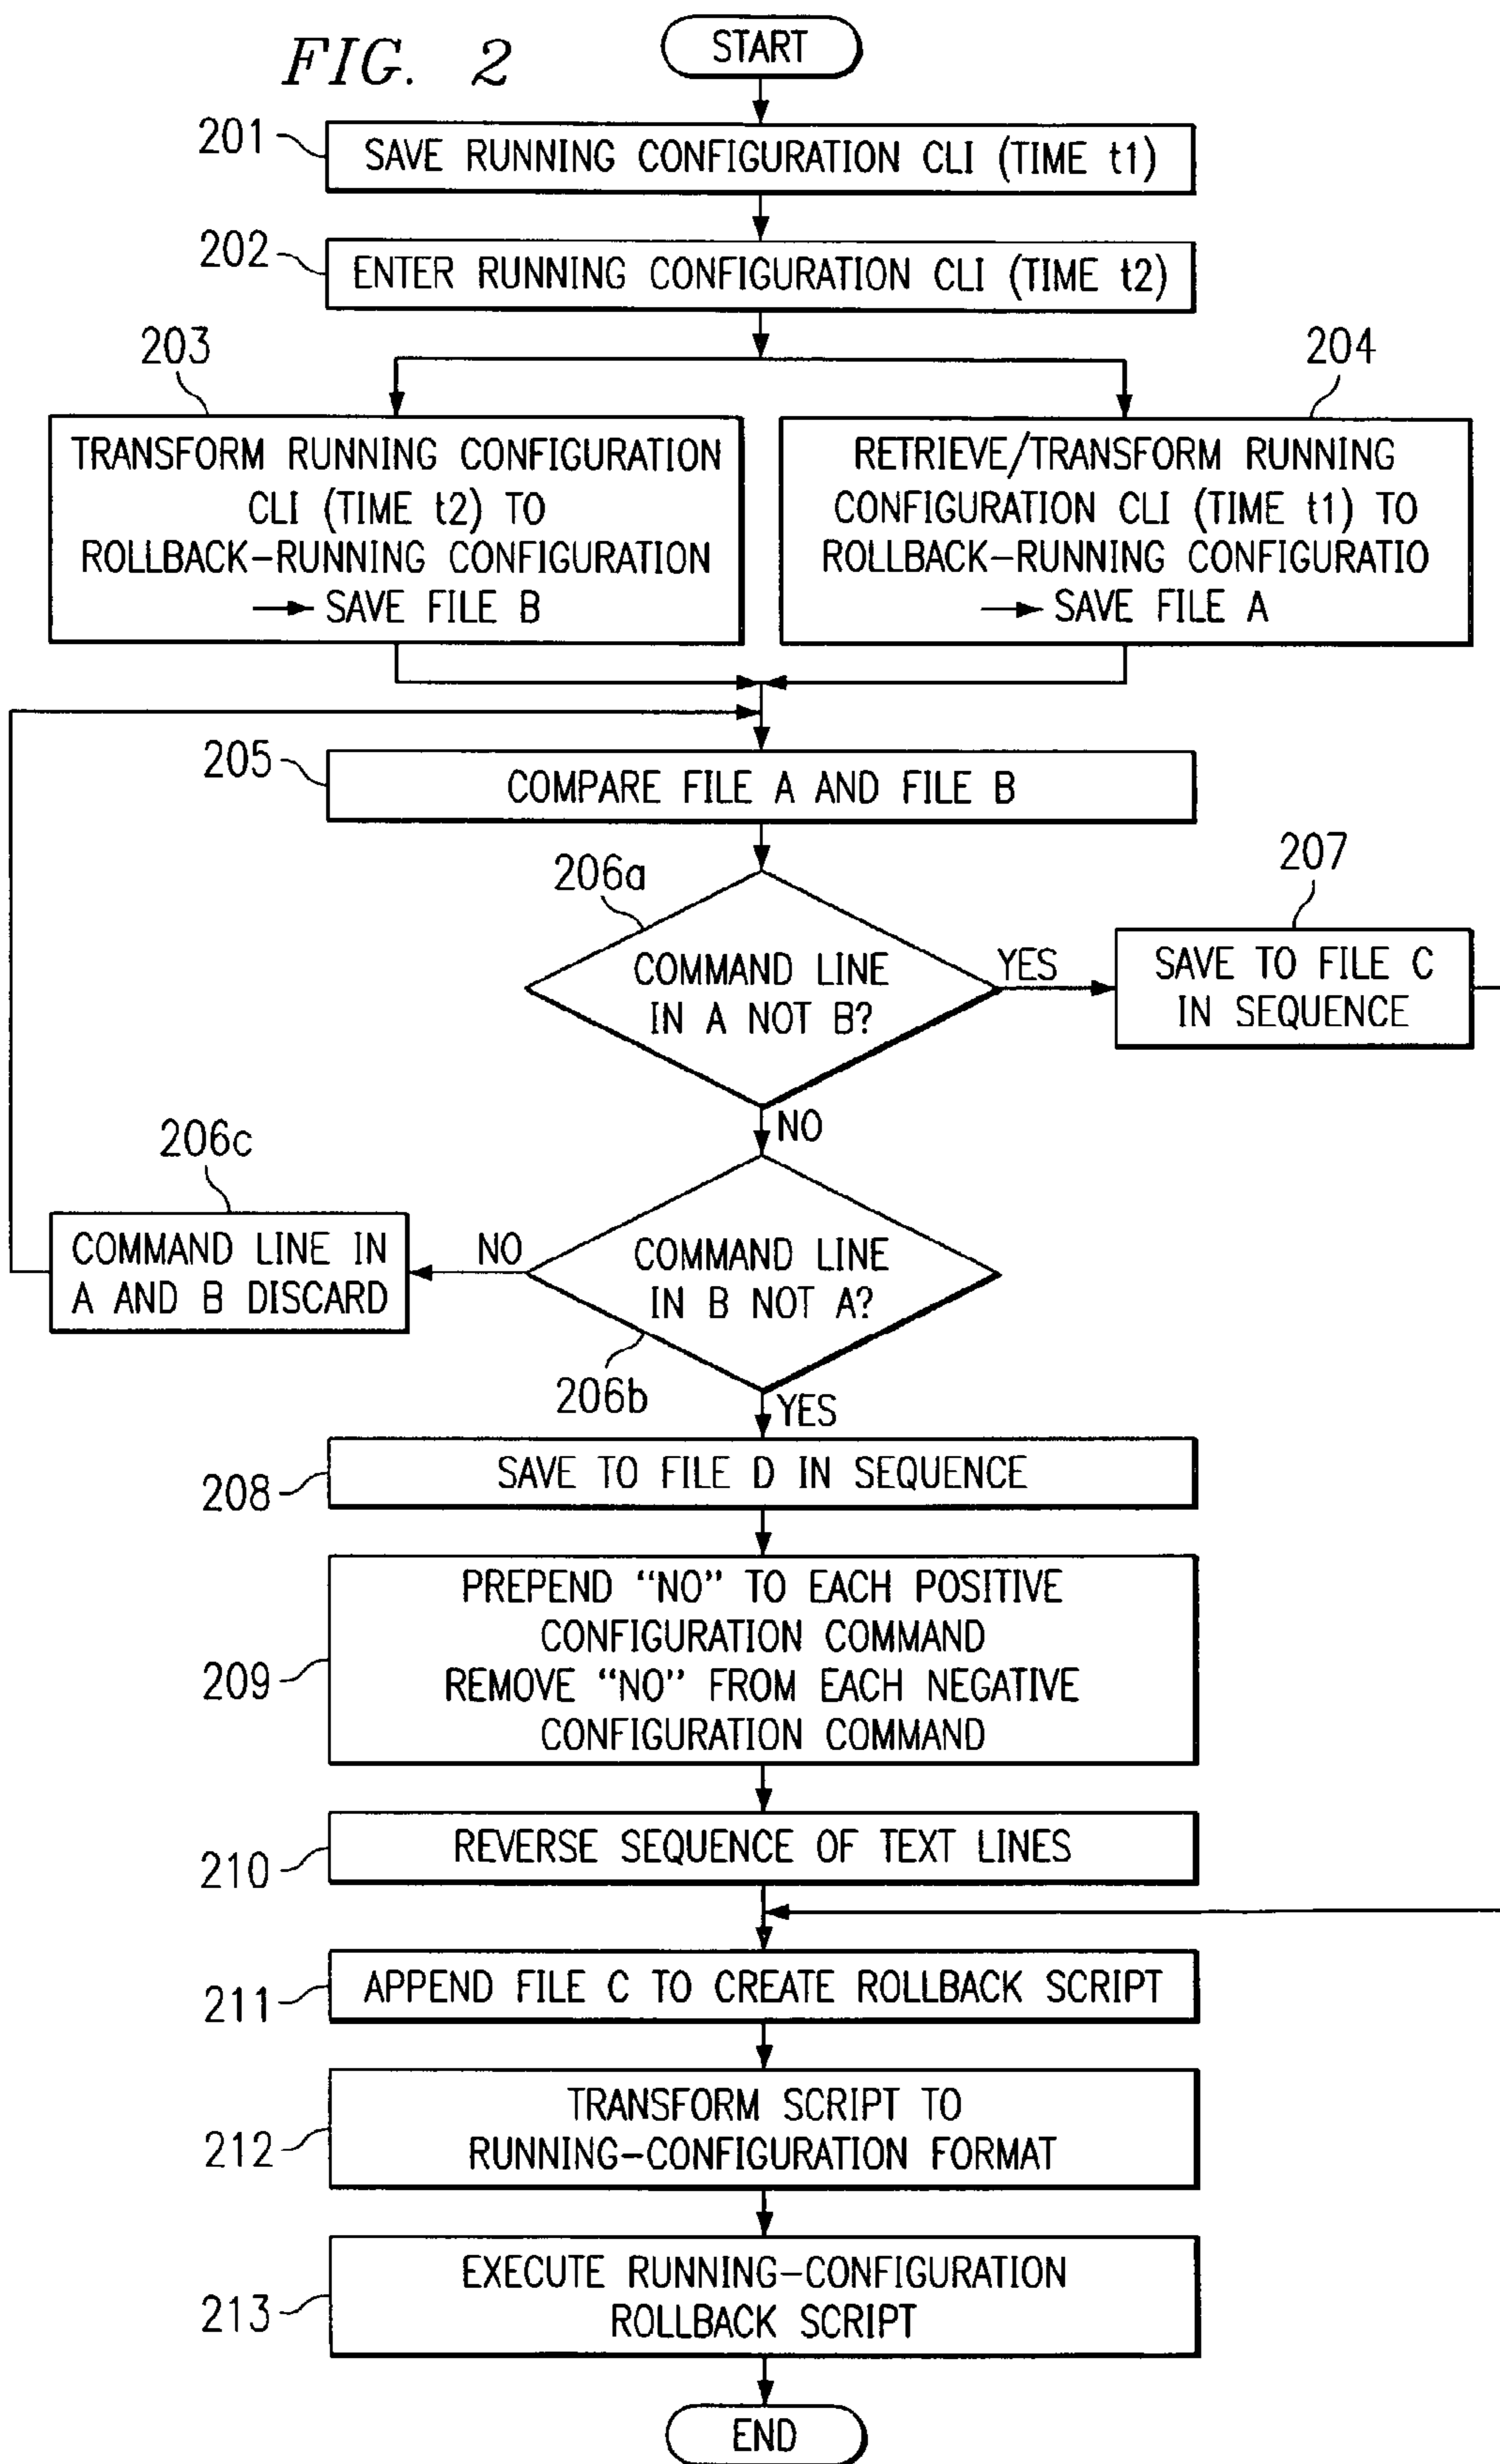 FIG. 2
START
201
SAVE RUNNING CONFIGURATION CLI (TIME t1)
202
ENTER RUNNING CONFIGURATION CLI (TIME t2)
203
TRANSFORM RUNNING CONFIGURATION
CLI (TIME t2) TO
ROLLBACK-RUNNING CONFIGURATION
→ SAVE FILE B
204
RETRIEVE/TRANSFORM RUNNING
CONFIGURATION CLI (TIME t1) TO
ROLLBACK-RUNNING CONFIGURATIO
→ SAVE FILE A
205
COMPARE FILE A AND FILE B
206a
COMMAND LINE
IN A NOT B?
YES
207
SAVE TO FILE C
IN SEQUENCE
NO
206c
COMMAND LINE IN
A AND B DISCARD
NO
COMMAND LINE
IN B NOT A?
206b
YES
208
SAVE TO FILE D IN SEQUENCE
209
PREPEND “NO” TO EACH POSITIVE
CONFIGURATION COMMAND
REMOVE “NO” FROM EACH NEGATIVE
CONFIGURATION COMMAND
210
REVERSE SEQUENCE OF TEXT LINES
211
APPEND FILE C TO CREATE ROLLBACK SCRIPT
212
TRANSFORM SCRIPT TO
RUNNING-CONFIGURATION FORMAT
213
EXECUTE RUNNING-CONFIGURATION
ROLLBACK SCRIPT
END